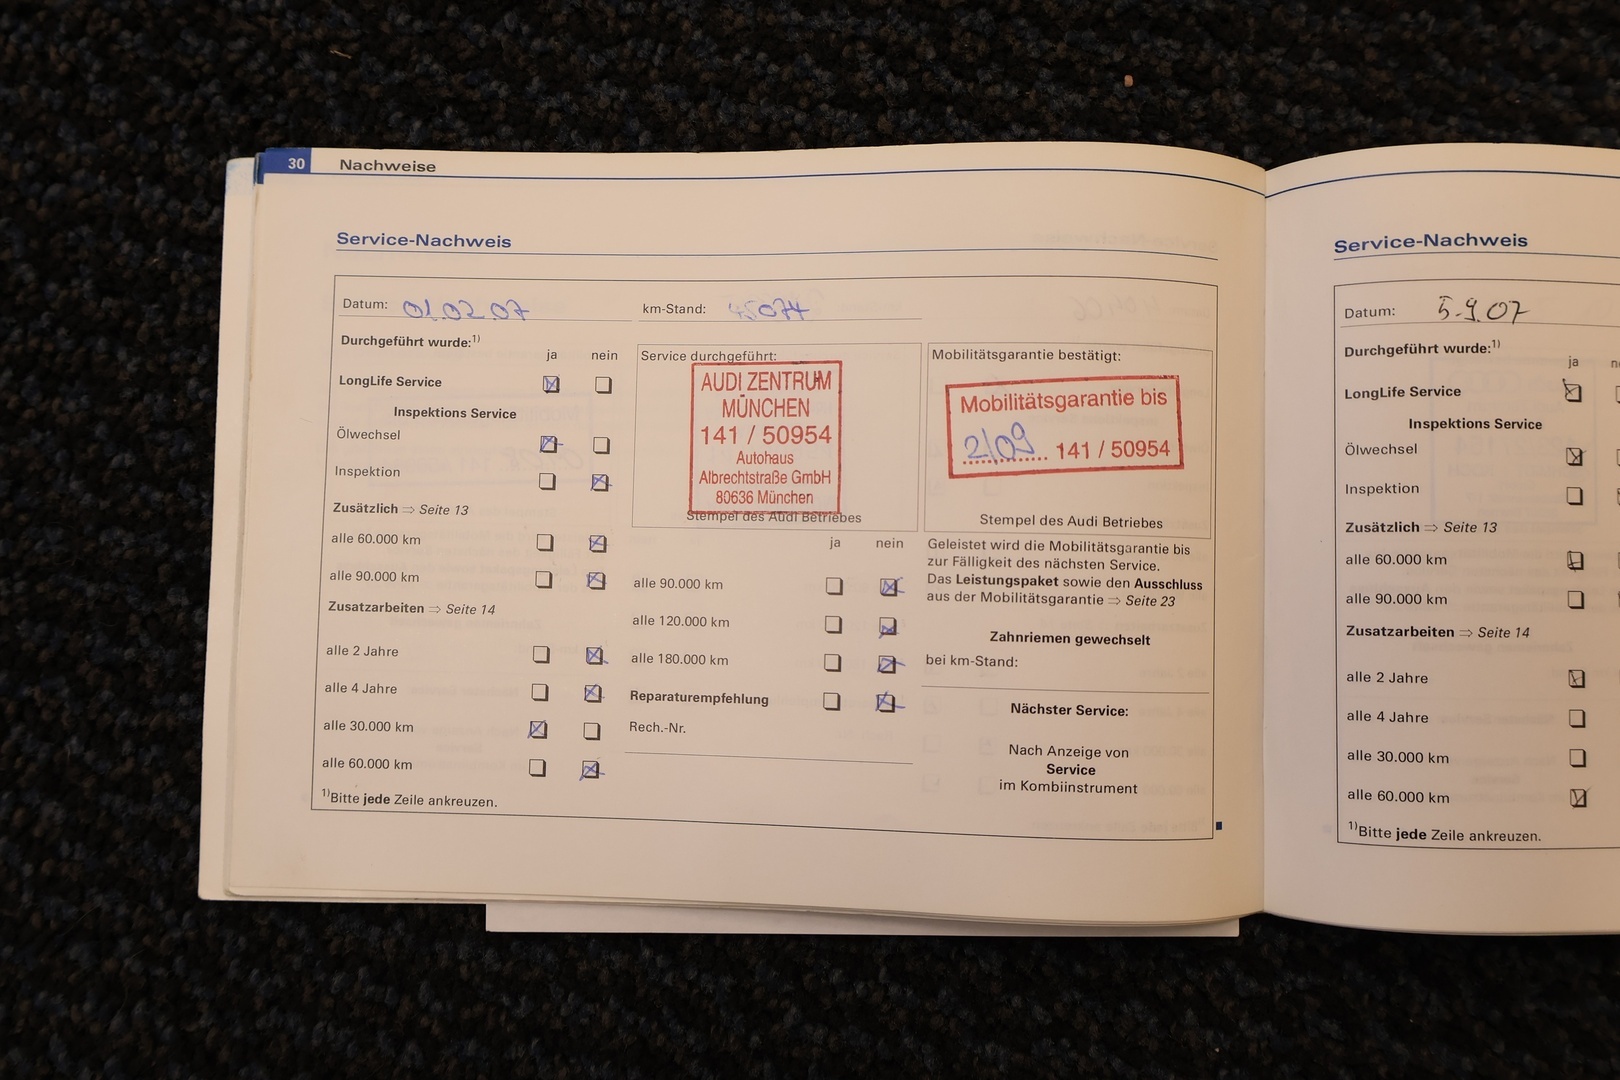 30 Nachweise
Service-Nachweis
Datum: 01.02.07
km-Stand: 45074
Durchgeführt wurde:1)
ja nein
LongLife Service
Inspektions Service
Ölwechsel
Inspektion
Zusätzlich ⇒ Seite 13
alle 60.000 km
alle 90.000 km
Zusatzarbeiten ⇒ Seite 14
alle 2 Jahre
alle 4 Jahre
alle 30.000 km
alle 60.000 km
1)Bitte jede Zeile ankreuzen.
Service durchgeführt:
AUDI ZENTRUM
MÜNCHEN
141 / 50954
Autohaus
Albrechtstraße GmbH
80636 München
Stempel des Audi Betriebes
ja nein
alle 90.000 km
alle 120.000 km
alle 180.000 km
Reparaturempfehlung
Rech.-Nr.
Mobilitätsgarantie bestätigt:
Mobilitätsgarantie bis
2/09 141 / 50954
Stempel des Audi Betriebes
Geleistet wird die Mobilitätsgarantie bis
zur Fälligkeit des nächsten Service.
Das Leistungspaket sowie den Ausschluss
aus der Mobilitätsgarantie ⇒ Seite 23
Zahnriemen gewechselt
bei km-Stand:
Nächster Service:
Nach Anzeige von
Service
im Kombiinstrument
Service-Nachweis
Datum: 5.9.07
Durchgeführt wurde:1)
ja
LongLife Service
Inspektions Service
Ölwechsel
Inspektion
Zusätzlich ⇒ Seite 13
alle 60.000 km
alle 90.000 km
Zusatzarbeiten ⇒ Seite 14
alle 2 Jahre
alle 4 Jahre
alle 30.000 km
alle 60.000 km
1)Bitte jede Zeile ankreuzen.